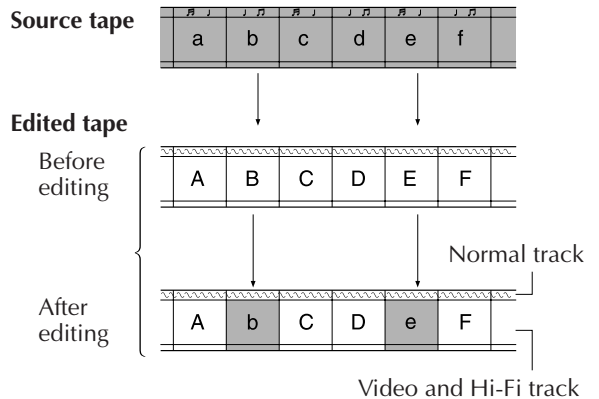 Source tape
a b c d e f
Edited tape
Before
editing
A B C D E F
Normal track
After
editing
A b C D e F
Video and Hi-Fi track